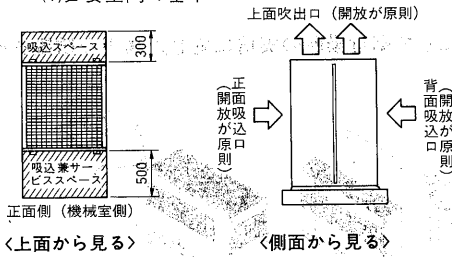 上面吹出口(開放が原則)
吸込スペース
300
正面吸込口
(開放が原則)
背面吸込口
(開放が原則)
吸込兼サー
ビススペース
500
正面側(機械室側)
〈上面から見る〉
〈側面から見る〉